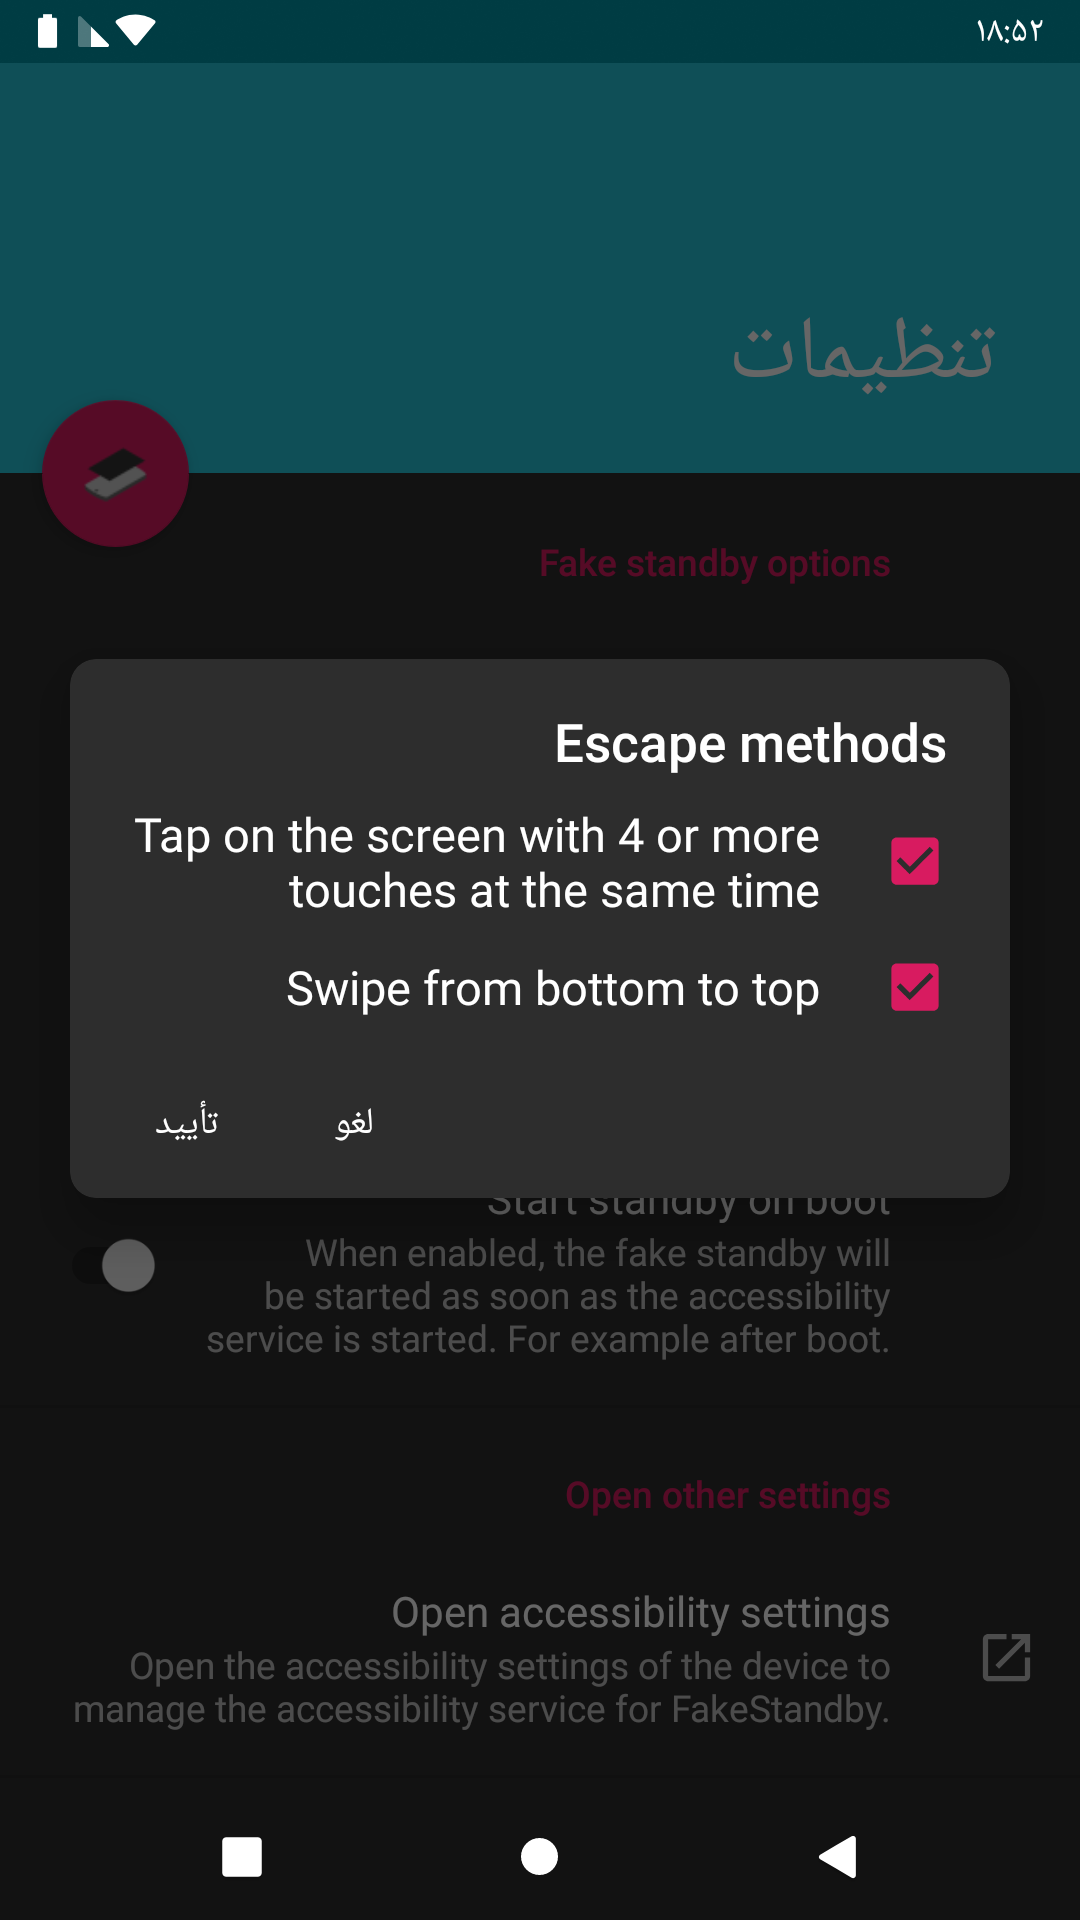 ۱۸:۵۲
تنظیمات
Fake standby options
Escape methods
Tap on the screen with 4 or more
touches at the same time
Swipe from bottom to top
لغو
تأیید
Start standby on boot
When enabled, the fake standby will
be started as soon as the accessibility
service is started. For example after boot.
Open other settings
Open accessibility settings
Open the accessibility settings of the device to
manage the accessibility service for FakeStandby.